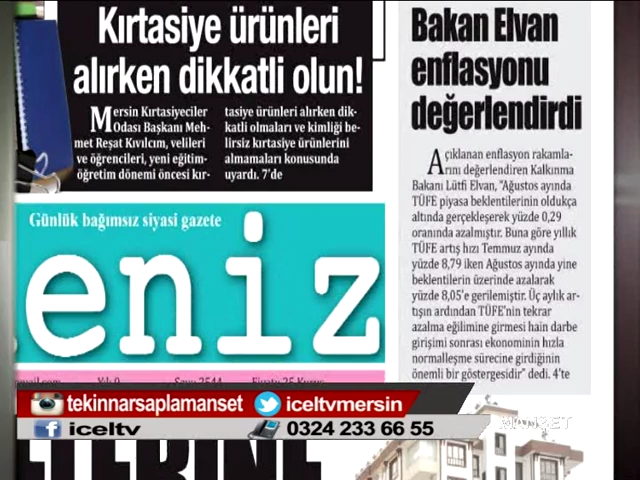 Kırtasiye ürünleri
alırken dikkatli olun!
Mersin Kırtasiyeciler
Odası Başkanı Meh-
met Reşat Kıvılcım, velileri
ve öğrencileri, yeni eğitim-
öğretim dönemi öncesi kır-
tasiye ürünleri alırken dik-
katli olmaları ve kimliği be-
lirsiz kırtasiye ürünlerini
almamaları konusunda
uyardı. 7’de
Bakan Elvan
enflasyonu
değerlendirdi
Açıklanan enflasyon rakamla-
rını değerlendiren Kalkınma
Bakanı Lütfi Elvan, “Ağustos ayında
TÜFE piyasa beklentilerinin oldukça
altında gerçekleşerek yüzde 0,29
oranında azalmıştır. Buna göre yıllık
TÜFE artış hızı Temmuz ayında
yüzde 8,79 iken Ağustos ayında yine
beklentilerin üzerinde azalarak
yüzde 8,05’e gerilemiştir. Üç aylık ar-
tışın ardından TÜFE’nin tekrar
azalma eğilimine girmesi hain darbe
girişimi sonrası ekonominin hızla
normalleşme sürecine girdiğinin
önemli bir göstergesidir” dedi. 4’te
Günlük bağımsız siyasi gazete
eniz
tekinnarsaplamanset iceltvmersin
iceltv 0324 233 66 55
MANŞET